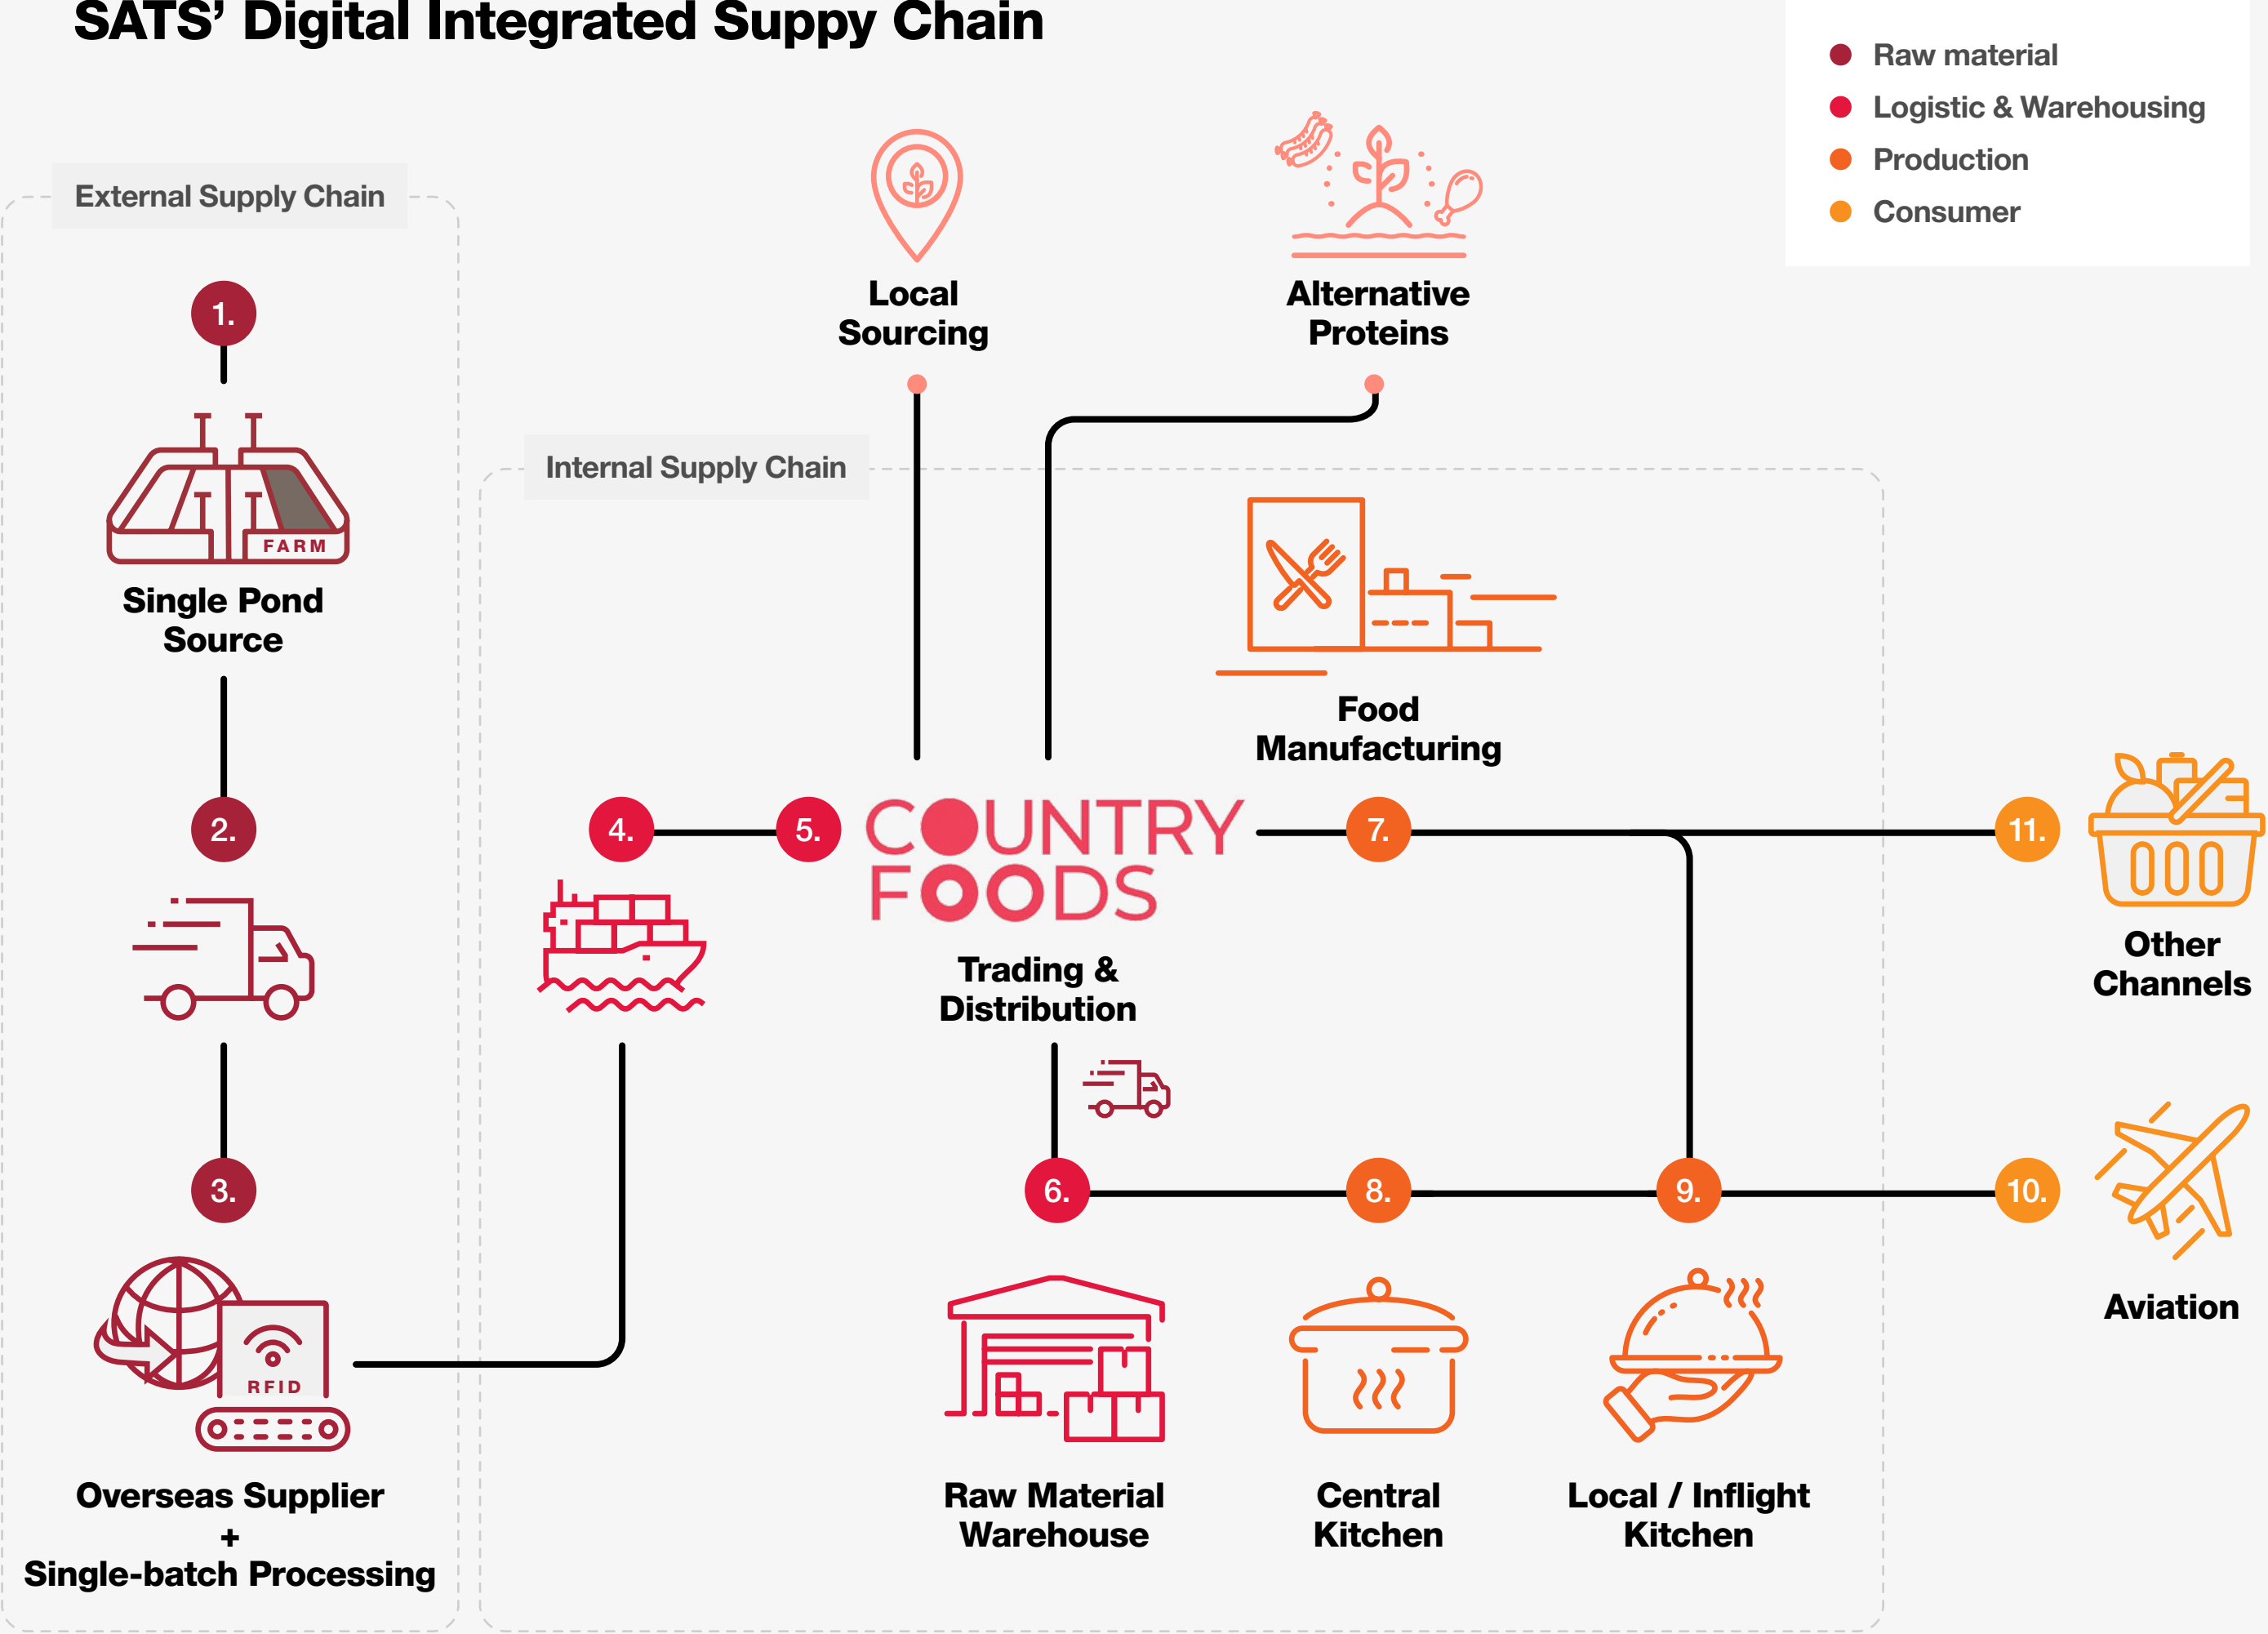 SATS’ Digital Integrated Suppy Chain
Raw material
Logistic & Warehousing
Production
Consumer
External Supply Chain
1.
FARM
Single Pond
Source
2.
3.
RFID
Overseas Supplier
+
Single-batch Processing
Local
Sourcing
Alternative
Proteins
Internal Supply Chain
Food
Manufacturing
4.
5.
COUNTRY
FOODS
Trading &
Distribution
7.
11.
Other
Channels
6.
8.
9.
10.
Aviation
Raw Material
Warehouse
Central
Kitchen
Local / Inflight
Kitchen